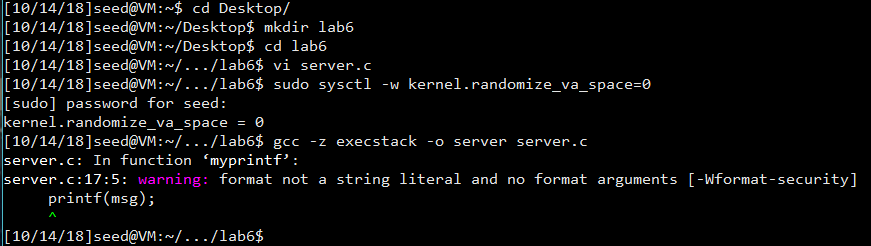 [10/14/18]seed@VM:~$ cd Desktop/
[10/14/18]seed@VM:~/Desktop$ mkdir lab6
[10/14/18]seed@VM:~/Desktop$ cd lab6
[10/14/18]seed@VM:~/.../lab6$ vi server.c
[10/14/18]seed@VM:~/.../lab6$ sudo sysctl -w kernel.randomize_va_space=0
[sudo] password for seed:
kernel.randomize_va_space = 0
[10/14/18]seed@VM:~/.../lab6$ gcc -z execstack -o server server.c
server.c: In function ‘myprintf’:
server.c:17:5: warning: format not a string literal and no format arguments [-Wformat-security]
     printf(msg);
     ^
[10/14/18]seed@VM:~/.../lab6$